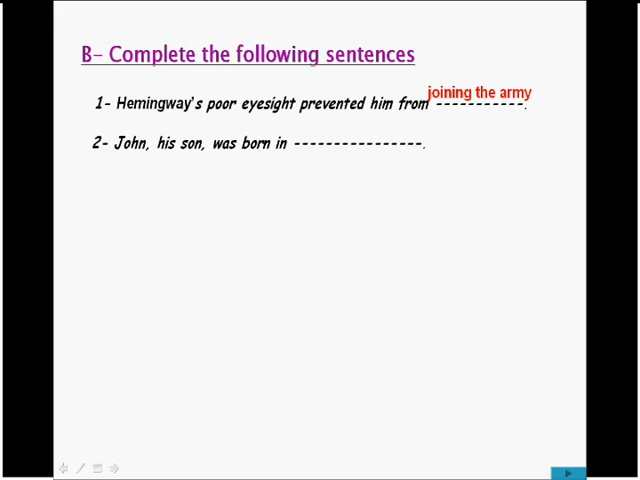 B- Complete the following sentences
joining the army
1- Hemingway's poor eyesight prevented him from -----------.
2- John, his son, was born in ----------------.